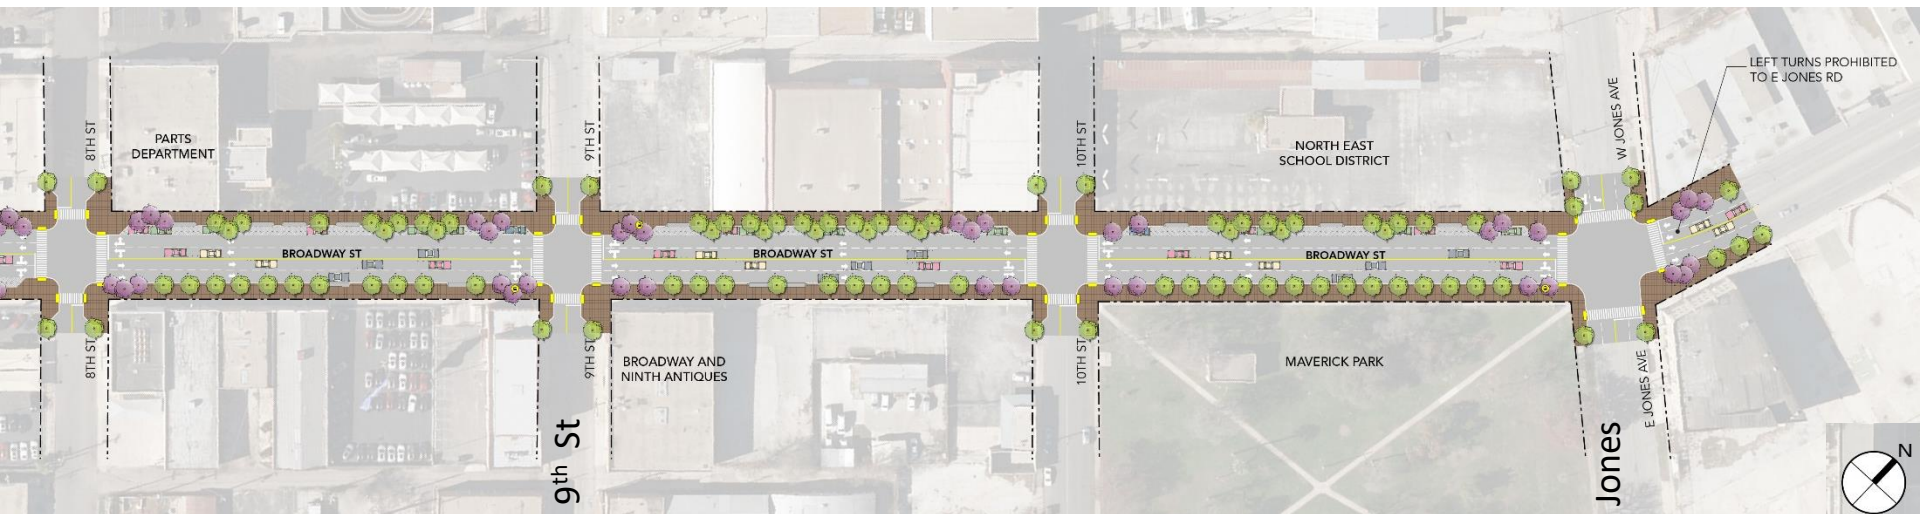 LEFT TURNS PROHIBITED
TO E JONES RD
PARTS
DEPARTMENT
8TH ST
9TH ST
10TH ST
NORTH EAST
SCHOOL DISTRICT
W JONES AVE
BROADWAY ST
BROADWAY ST
BROADWAY ST
8TH ST
9TH ST
BROADWAY AND
NINTH ANTIQUES
10TH ST
MAVERICK PARK
E JONES AVE
9th St
Jones
N